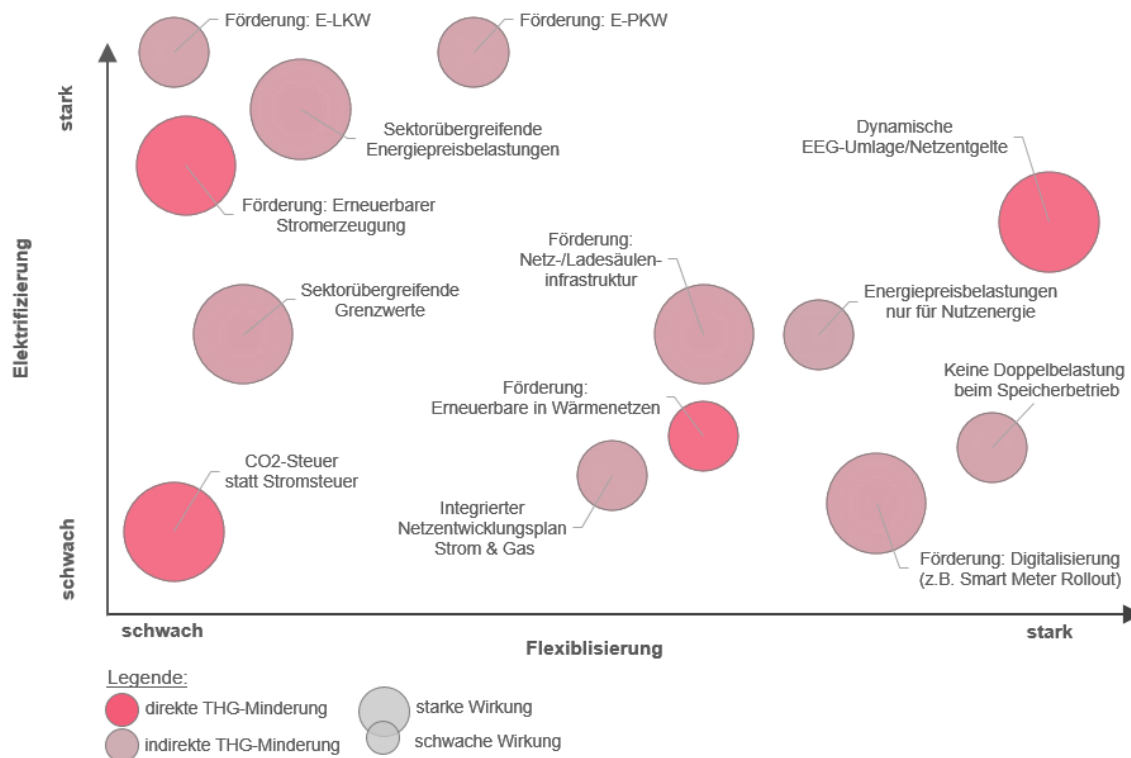 Förderung: E-LKW
Förderung: E-PKW
stark
Sektorübergreifende
Energiepreisbelastungen
Dynamische
EEG-Umlage/Netzentgelte
Förderung: Erneuerbarer
Stromerzeugung
Förderung:
Netz-/Ladesäulen-
infrastruktur
Elektrifizierung
Sektorübergreifende
Grenzwerte
Energiepreisbelastungen
nur für Nutzenergie
Keine Doppelbelastung
beim Speicherbetrieb
Förderung:
Erneuerbare in Wärmenetzen
CO2-Steuer
statt Stromsteuer
Integrierter
Netzentwicklungsplan
Strom & Gas
Förderung: Digitalisierung
(z.B. Smart Meter Rollout)
schwach
schwach
Flexiblisierung
stark
Legende:
direkte THG-Minderung
starke Wirkung
indirekte THG-Minderung
schwache Wirkung